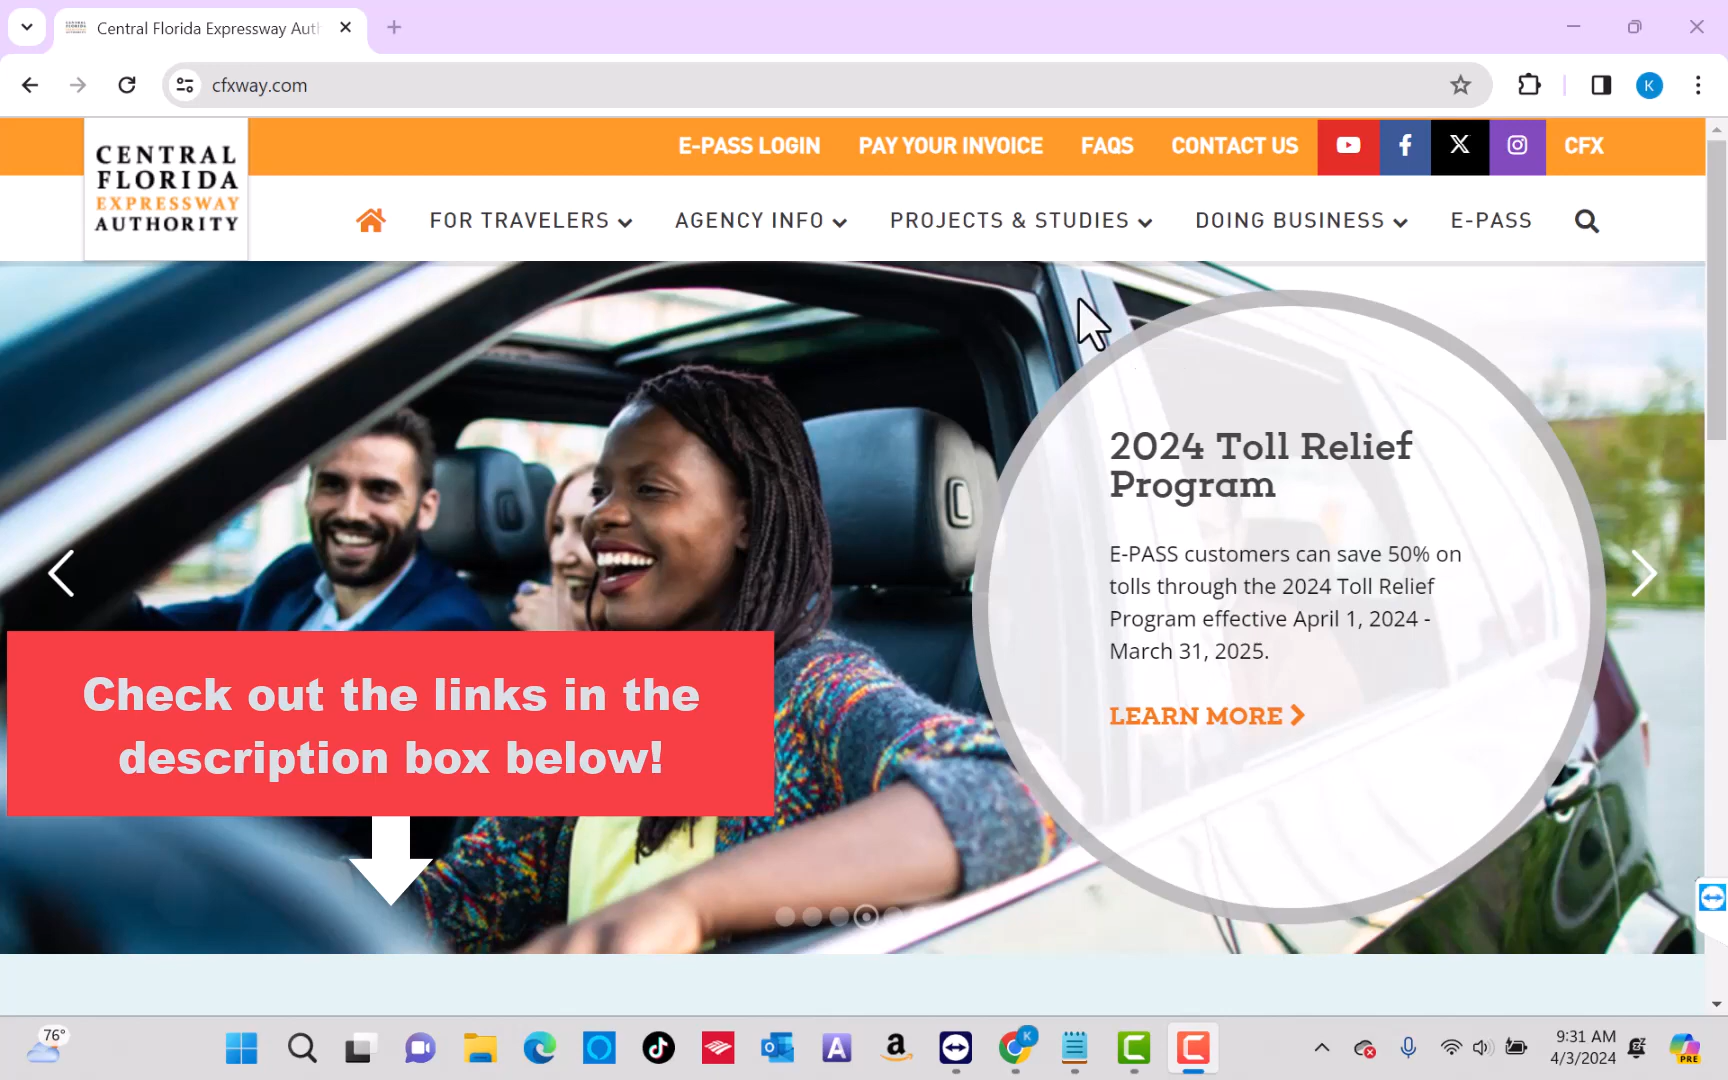 Central Florida Expressway Aut
cfxway.com
K
CENTRAL
FLORIDA
EXPRESSWAY
AUTHORITY
E-PASS LOGIN
PAY YOUR INVOICE
FAQS
CONTACT US
X
CFX
FOR TRAVELERS
AGENCY INFO
PROJECTS & STUDIES
DOING BUSINESS
E-PASS
2024 Toll Relief
Program
E-PASS customers can save 50% on
tolls through the 2024 Toll Relief
Program effective April 1, 2024 -
March 31, 2025.
LEARN MORE
Check out the links in the
description box below!
76°
A
a
K
9:31 AM
4/3/2024
PRE